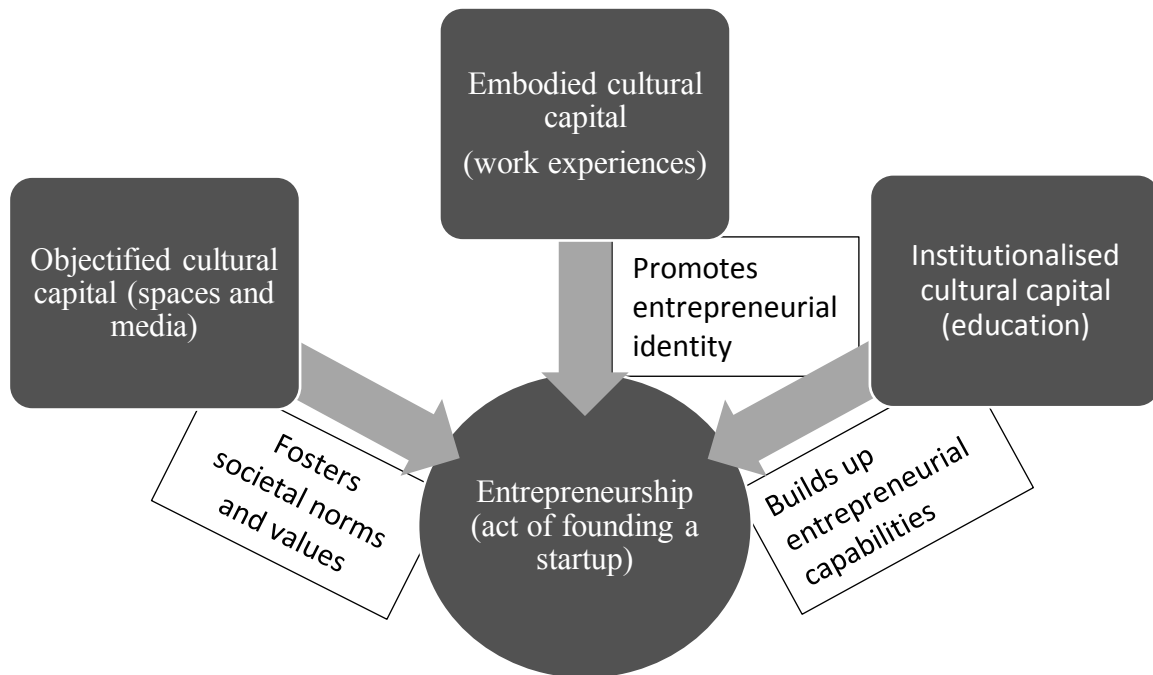 Embodied cultural
capital
(work experiences)
Objectified cultural
capital (spaces and
media)
Institutionalised
cultural capital
(education)
Promotes
entrepreneurial
identity
Fosters
societal norms
and values
Builds up
entrepreneurial
capabilities
Entrepreneurship
(act of founding a
startup)